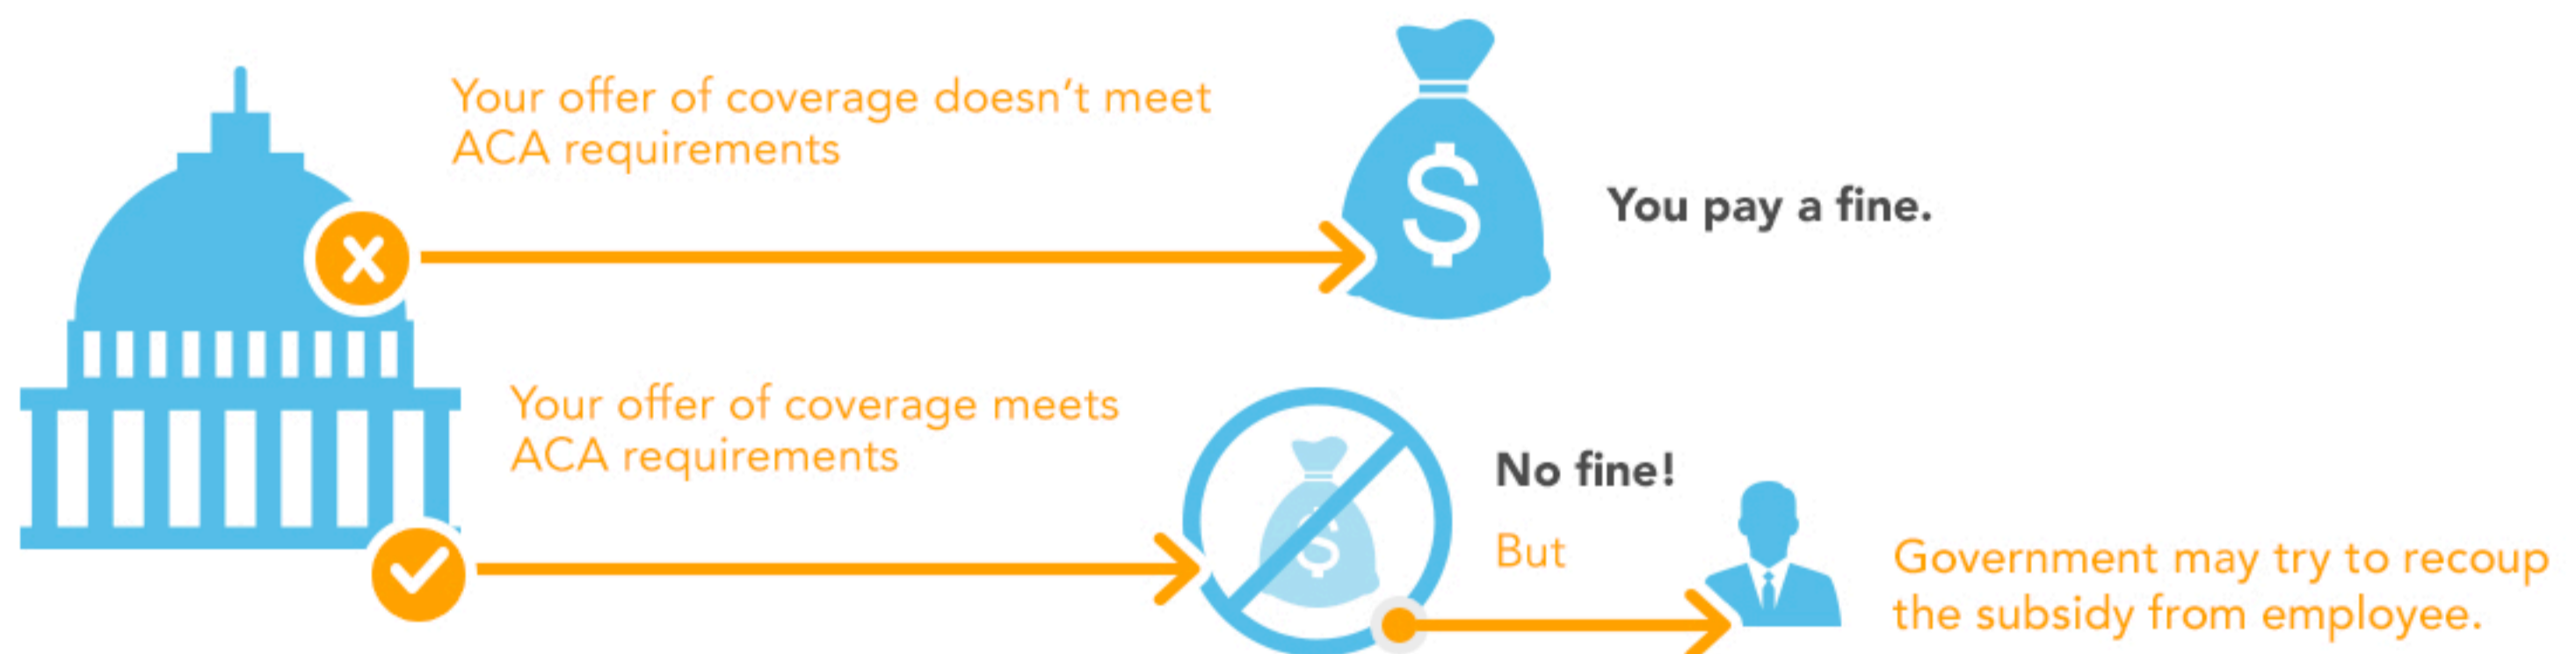 Your offer of coverage doesn't meet
ACA requirements
$
You pay a fine.
Your offer of coverage meets
ACA requirements
$
No fine!
But
Government may try to recoup
the subsidy from employee.